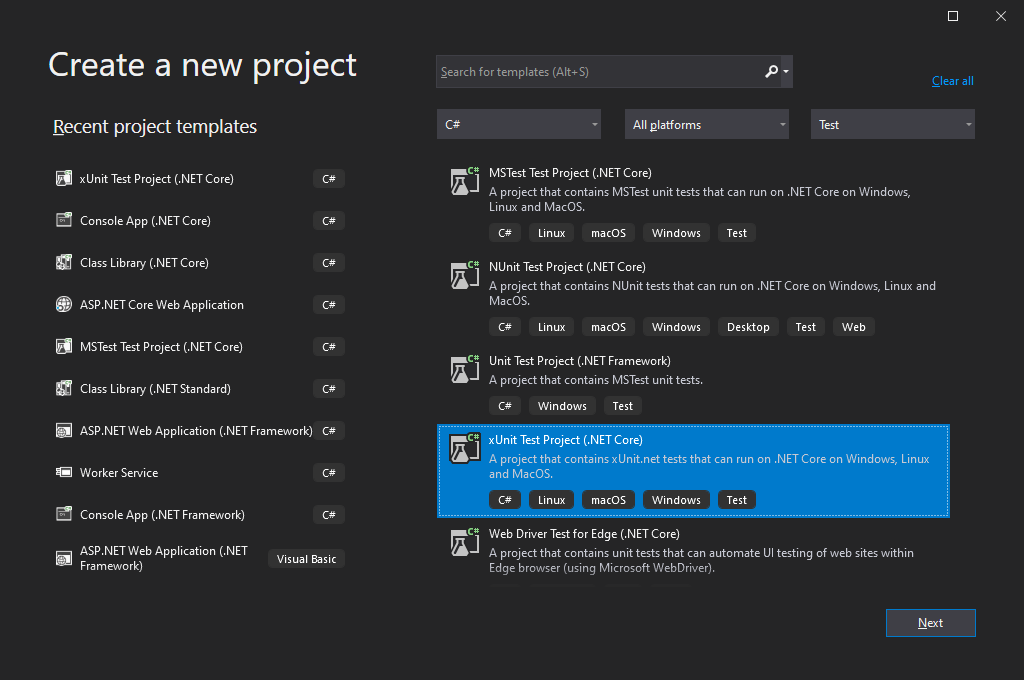 Create a new project
Search for templates (Alt+S)
Clear all
Recent project templates
C#
All platforms
Test
xUnit Test Project (.NET Core) C#
Console App (.NET Core) C#
Class Library (.NET Core) C#
ASP.NET Core Web Application C#
MSTest Test Project (.NET Core) C#
Class Library (.NET Standard) C#
ASP.NET Web Application (.NET Framework) C#
Worker Service C#
Console App (.NET Framework) C#
ASP.NET Web Application (.NET
Framework) Visual Basic
C#
MSTest Test Project (.NET Core)
A project that contains MSTest unit tests that can run on .NET Core on Windows,
Linux and MacOS.
C# Linux macOS Windows Test
C#
NUnit Test Project (.NET Core)
A project that contains NUnit tests that can run on .NET Core on Windows, Linux and
MacOS.
C# Linux macOS Windows Desktop Test Web
C#
Unit Test Project (.NET Framework)
A project that contains MSTest unit tests.
C# Windows Test
C#
xUnit Test Project (.NET Core)
A project that contains xUnit.net tests that can run on .NET Core on Windows, Linux
and MacOS.
C# Linux macOS Windows Test
C#
Web Driver Test for Edge (.NET Core)
A project that contains unit tests that can automate UI testing of web sites within
Edge browser (using Microsoft WebDriver).
Next